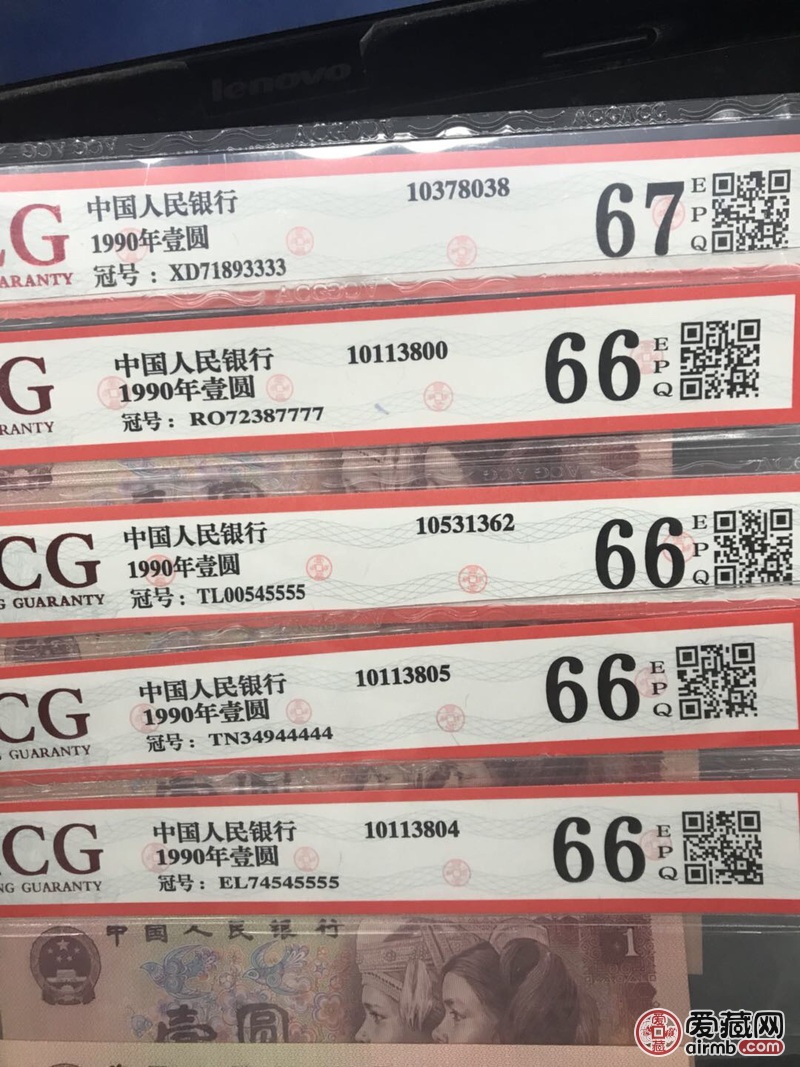 lenovo
ACGACG
CG
ARANTY
中国人民银行
1990年壹圆
冠号：XD71893333
10378038
67
E
P
Q
G
RANTY
中国人民银行
1990年壹圆
冠号：RO72387777
10113800
66
E
P
Q
ACGACG
CG
G GUARANTY
中国人民银行
1990年壹圆
冠号：TL00545555
10531362
66
E
P
Q
CG
GUARANTY
中国人民银行
1990年壹圆
冠号：TN34944444
10113805
66
E
P
Q
CG
NG GUARANTY
中国人民银行
1990年壹圆
冠号：EL74545555
10113804
66
E
P
Q
中国人民银行
1
壹圆
爱藏网
airmb.com